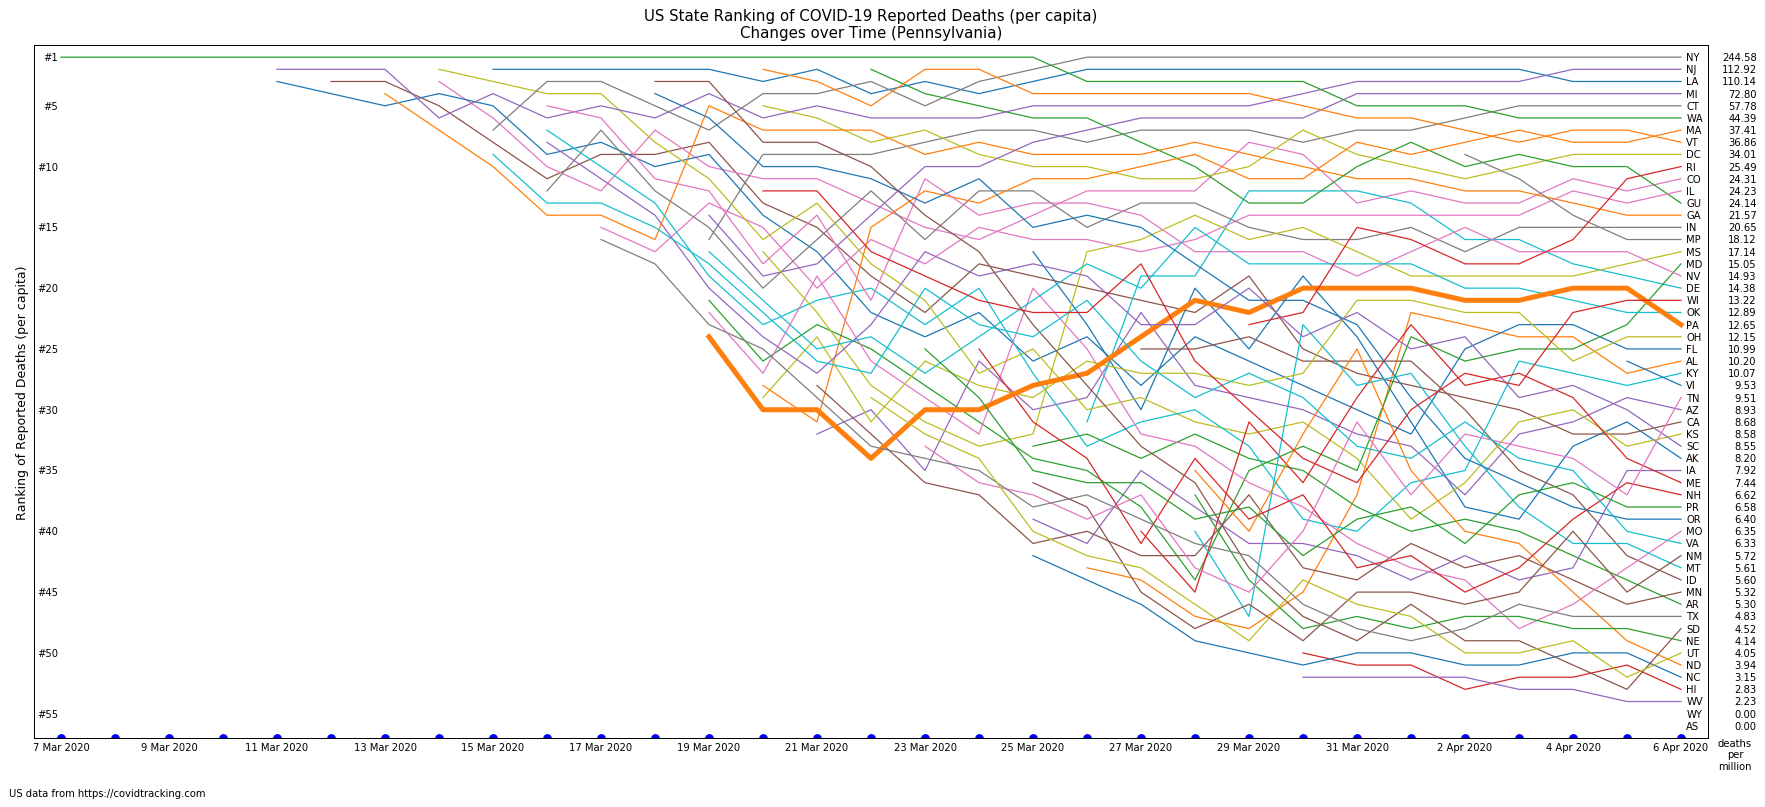 US State Ranking of COVID-19 Reported Deaths (per capita)
Changes over Time (Pennsylvania)
Ranking of Reported Deaths (per capita)
#1
#5
#10
#15
#20
#25
#30
#35
#40
#45
#50
#55
NY 244.58
NJ 112.92
LA 110.14
MI 72.80
CT 57.78
WA 44.39
MA 37.41
VT 36.86
DC 34.01
RI 25.49
CO 24.31
IL 24.23
GU 24.14
GA 21.57
IN 20.65
MP 18.12
MS 17.14
MD 15.05
NV 14.93
DE 14.38
WI 13.22
OK 12.89
PA 12.65
OH 12.15
FL 10.99
AL 10.20
KY 10.07
VI 9.53
TN 9.51
AZ 8.93
CA 8.68
KS 8.58
SC 8.55
AK 8.20
IA 7.92
ME 7.44
NH 6.62
PR 6.58
OR 6.40
MO 6.35
VA 6.33
NM 5.72
MT 5.61
ID 5.60
MN 5.32
AR 5.30
TX 4.83
SD 4.52
NE 4.14
UT 4.05
ND 3.94
NC 3.15
HI 2.83
WV 2.23
WY 0.00
AS 0.00
7 Mar 2020 9 Mar 2020 11 Mar 2020 13 Mar 2020 15 Mar 2020 17 Mar 2020 19 Mar 2020 21 Mar 2020 23 Mar 2020 25 Mar 2020 27 Mar 2020 29 Mar 2020 31 Mar 2020 2 Apr 2020 4 Apr 2020 6 Apr 2020
deaths
per
million
US data from https://covidtracking.com